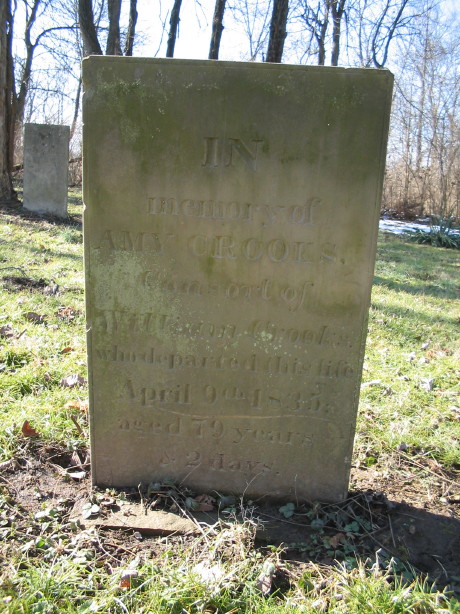 IN
memory of
AMY CROOKS,
Consort of
William Crooks,
who departed this life
April 9th
aged 79 years
& 2 days.